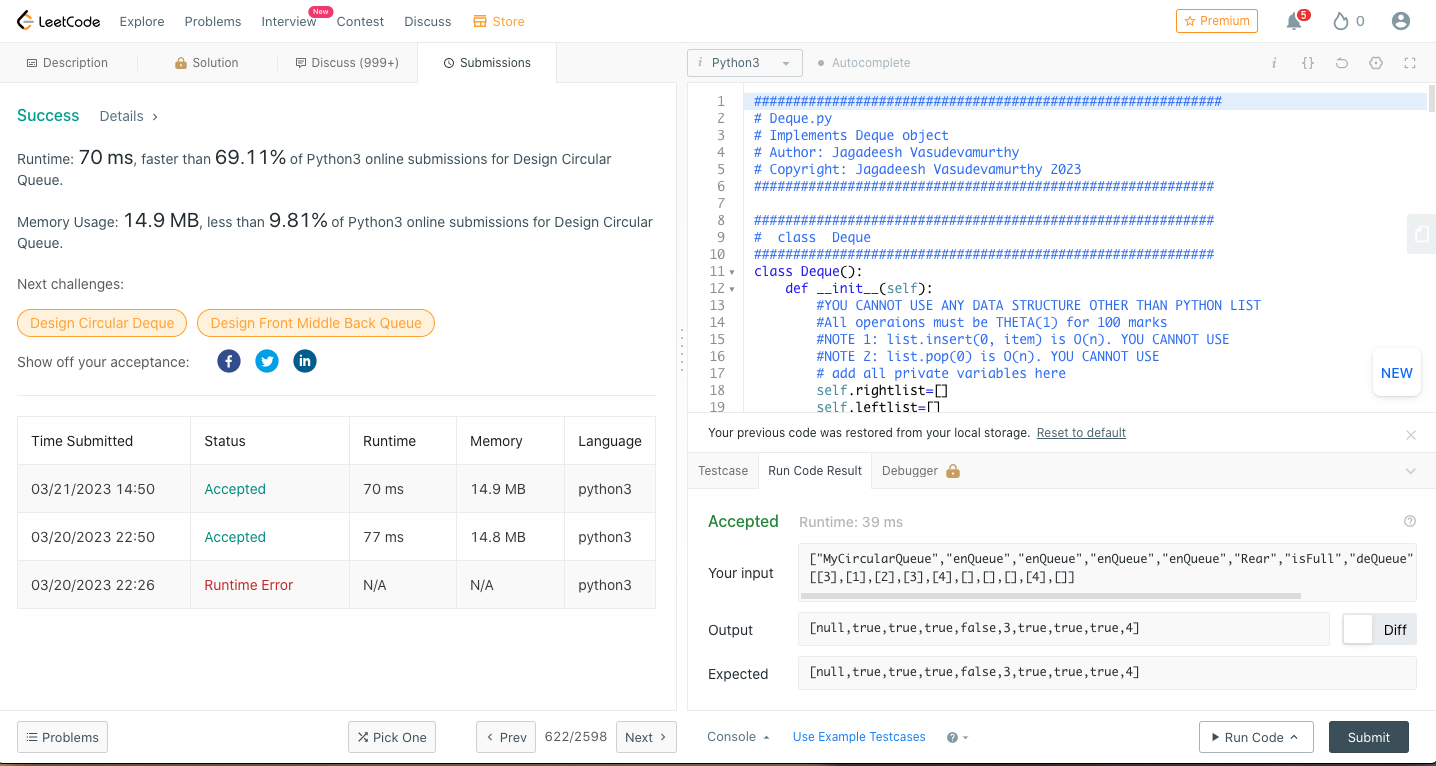 LeetCode Explore Problems Interview New Contest Discuss Store Premium 5 0
Description Solution Discuss (999+) Submissions
Success Details
Runtime: 70 ms, faster than 69.11% of Python3 online submissions for Design Circular
Queue.
Memory Usage: 14.9 MB, less than 9.81% of Python3 online submissions for Design Circular
Queue.
Next challenges:
Design Circular Deque Design Front Middle Back Queue
Show off your acceptance:
Time Submitted Status Runtime Memory Language
03/21/2023 14:50 Accepted 70 ms 14.9 MB python3
03/20/2023 22:50 Accepted 77 ms 14.8 MB python3
03/20/2023 22:26 Runtime Error N/A N/A python3
Problems Pick One Prev 622/2598 Next
i Python3 Autocomplete i {}
1 ############################################################
2 # Deque.py
3 # Implements Deque object
4 # Author: Jagadeesh Vasudevamurthy
5 # Copyright: Jagadeesh Vasudevamurthy 2023
6 ###########################################################
7
8 ###########################################################
9 #  class  Deque
10 ###########################################################
11 class Deque():
12     def __init__(self):
13         #YOU CANNOT USE ANY DATA STRUCTURE OTHER THAN PYTHON LIST
14         #All operaions must be THETA(1) for 100 marks
15         #NOTE 1: list.insert(0, item) is O(n). YOU CANNOT USE
16         #NOTE 2: list.pop(0) is O(n). YOU CANNOT USE
17         # add all private variables here
18         self.rightlist=[]
19         self.leftlist=[]
NEW
Your previous code was restored from your local storage. Reset to default
Testcase Run Code Result Debugger
Accepted Runtime: 39 ms
Your input
["MyCircularQueue","enQueue","enQueue","enQueue","enQueue","Rear","isFull","deQueue"
[[3],[1],[2],[3],[4],[],[],[],[4],[]]
Output [null,true,true,true,false,3,true,true,true,4] Diff
Expected [null,true,true,true,false,3,true,true,true,4]
Console Use Example Testcases ? Run Code Submit